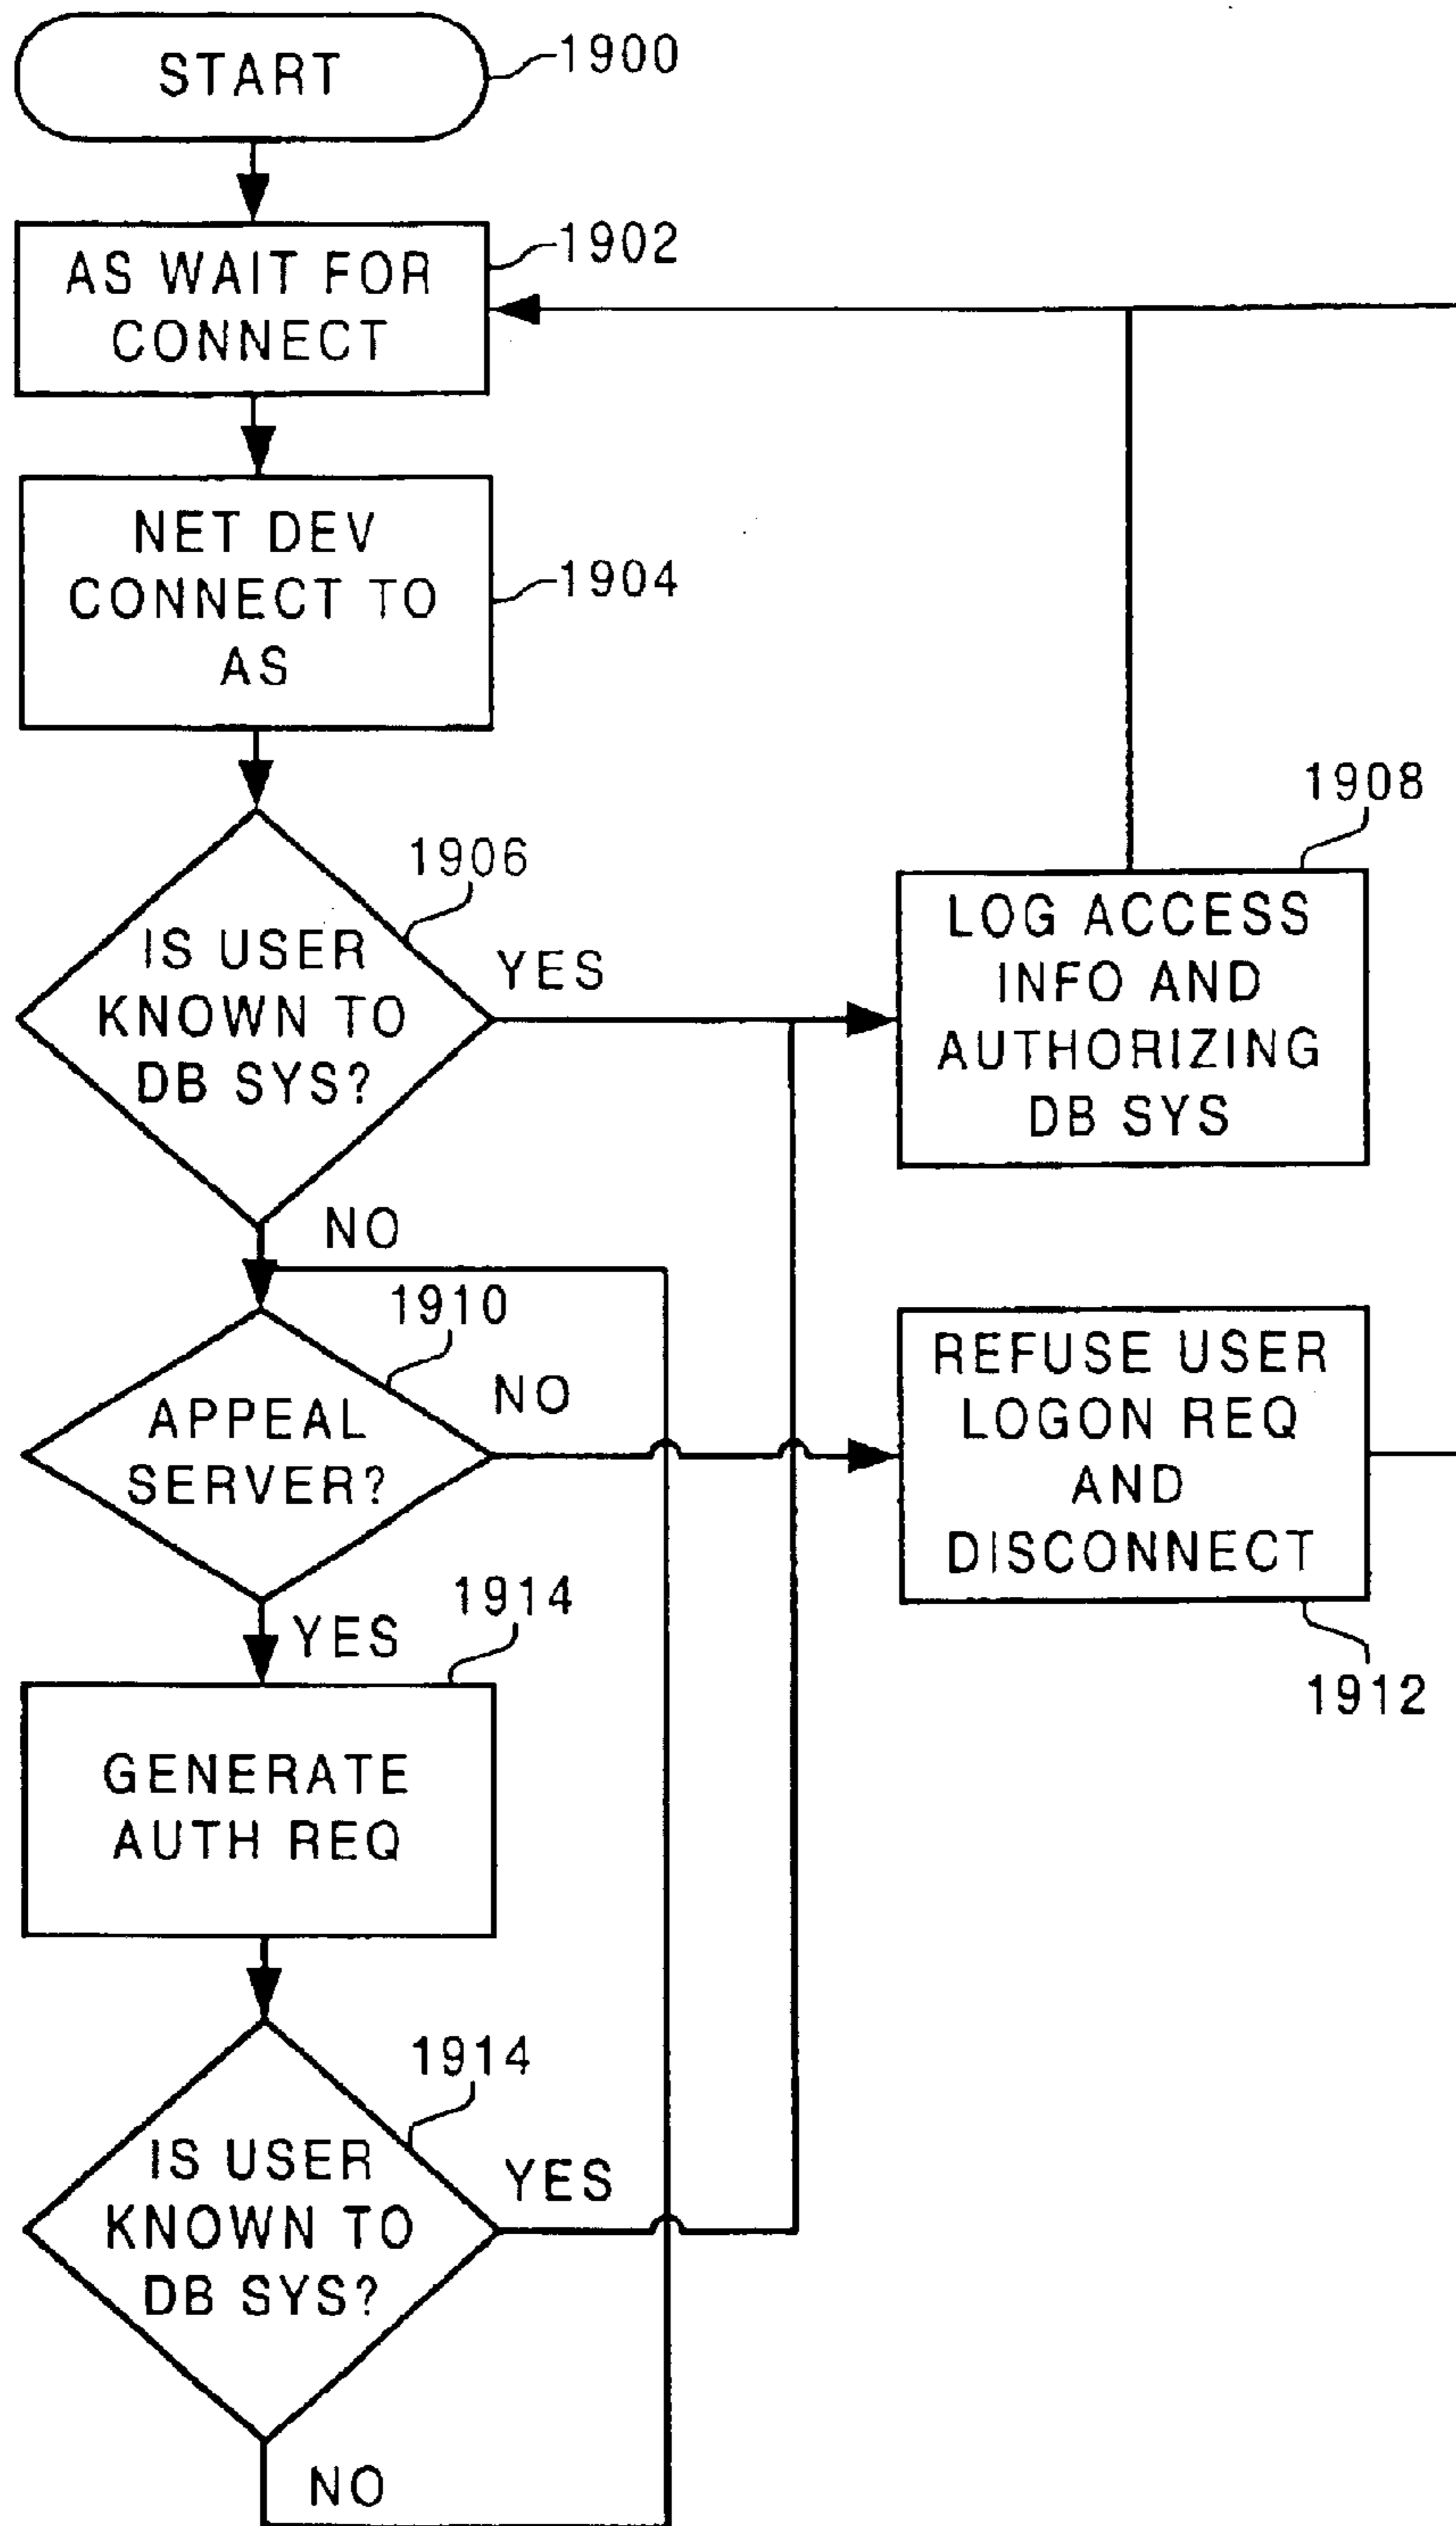 START
1900
AS WAIT FOR
CONNECT
1902
NET DEV
CONNECT TO
AS
1904
1906
IS USER
KNOWN TO
DB SYS?
YES
NO
1908
LOG ACCESS
INFO AND
AUTHORIZING
DB SYS
1910
APPEAL
SERVER?
NO
YES
REFUSE USER
LOGON REQ
AND
DISCONNECT
1912
1914
GENERATE
AUTH REQ
1914
IS USER
KNOWN TO
DB SYS?
YES
NO